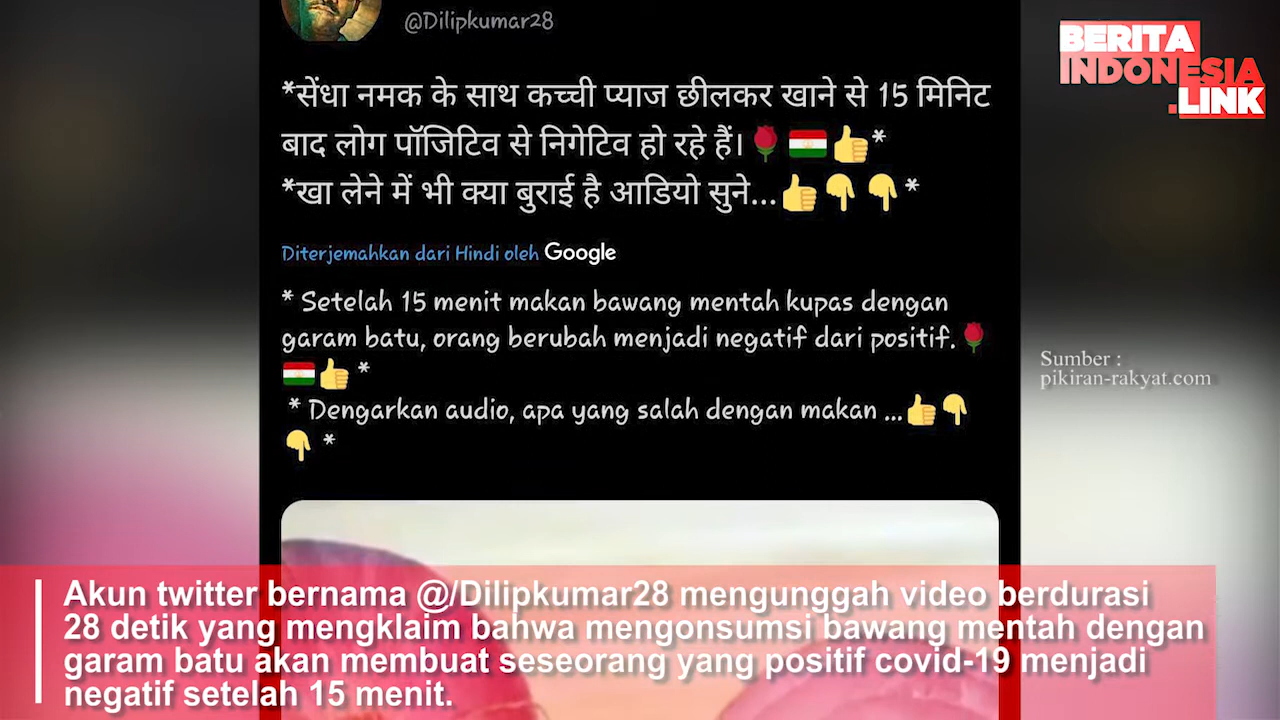 @Dilipkumar28
BERITA
INDONESIA
.LINK
*सेंधा नमक के साथ कच्ची प्याज छीलकर खाने से 15 मिनिट
बाद लोग पॉजिटिव से निगेटिव हो रहे हैं।🌹🇮🇳👍*
*खा लेने में भी क्या बुराई है आडियो सुने...👍👇👇*
Diterjemahkan dari Hindi oleh Google
* Setelah 15 menit makan bawang mentah kupas dengan
garam batu, orang berubah menjadi negatif dari positif.🌹
🇮🇳👍 *
* Dengarkan audio, apa yang salah dengan makan ...👍👇
👇 *
Sumber :
pikiran-rakyat.com
Akun twitter bernama @/Dilipkumar28 mengunggah video berdurasi
28 detik yang mengklaim bahwa mengonsumsi bawang mentah dengan
garam batu akan membuat seseorang yang positif covid-19 menjadi
negatif setelah 15 menit.